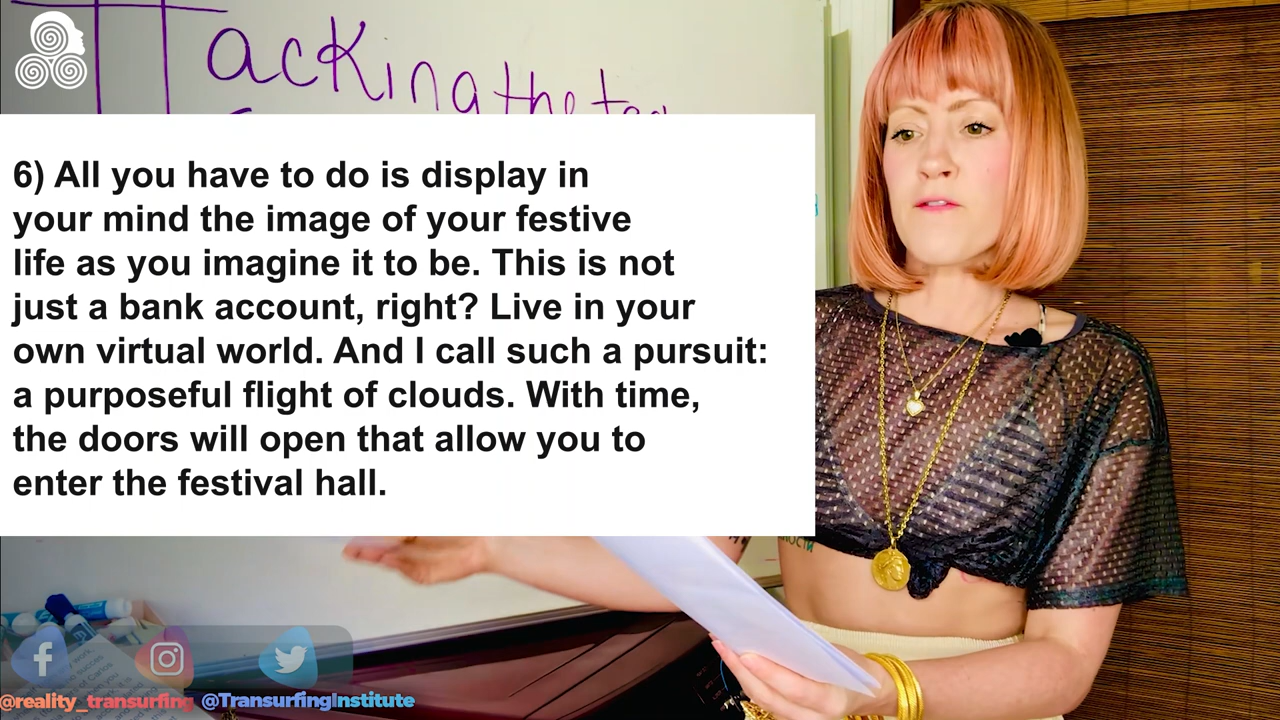 Hacking the
6) All you have to do is display in
your mind the image of your festive
life as you imagine it to be. This is not
just a bank account, right? Live in your
own virtual world. And I call such a pursuit:
a purposeful flight of clouds. With time,
the doors will open that allow you to
enter the festival hall.
@reality_transurfing @TransurfingInstitute